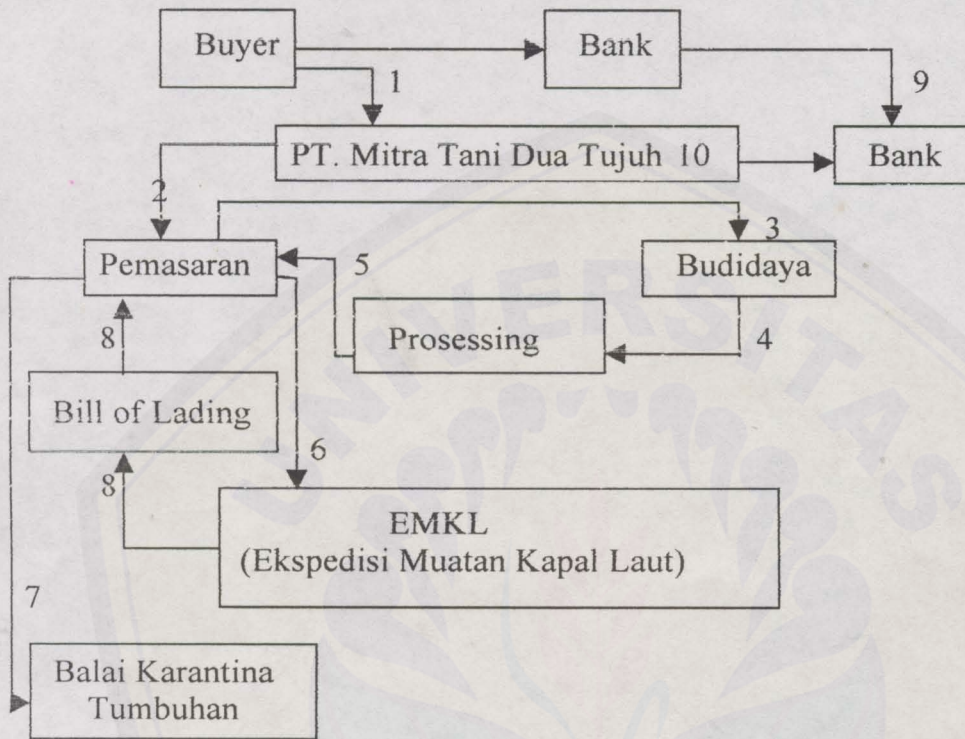 Buyer
Bank
1
9
PT. Mitra Tani Dua Tujuh 10
Bank
2
3
Pemasaran
5
Budidaya
8
Prosessing
4
Bill of Lading
6
8
EMKL
(Ekspedisi Muatan Kapal Laut)
7
Balai Karantina
Tumbuhan
UNIVERSITAS